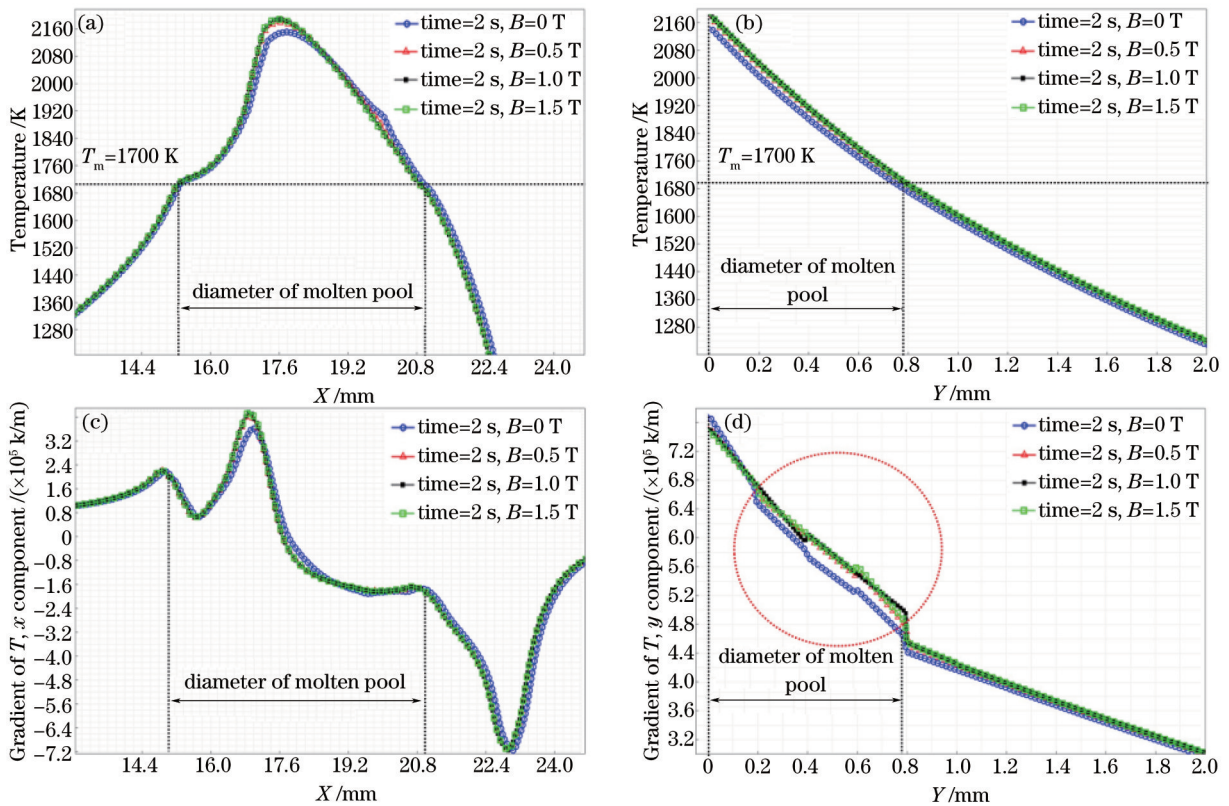 (a)
time=2 s, B=0 T
time=2 s, B=0.5 T
time=2 s, B=1.0 T
time=2 s, B=1.5 T
Tm=1700 K
diameter of molten pool
Temperature /K
2160
2080
2000
1920
1840
1760
1680
1600
1520
1440
1360
1280
14.4 16.0 17.6 19.2 20.8 22.4 24.0
X /mm
(b)
time=2 s, B=0 T
time=2 s, B=0.5 T
time=2 s, B=1.0 T
time=2 s, B=1.5 T
Tm=1700 K
diameter of molten
pool
Temperature /K
2160
2080
2000
1920
1840
1760
1680
1600
1520
1440
1360
1280
0 0.2 0.4 0.6 0.8 1.0 1.2 1.4 1.6 1.8 2.0
Y /mm
(c)
time=2 s, B=0 T
time=2 s, B=0.5 T
time=2 s, B=1.0 T
time=2 s, B=1.5 T
diameter of molten pool
Gradient of T, x component /(×10⁵ k/m)
3.2
2.4
1.6
0.8
0
−0.8
−1.6
−2.4
−3.2
−4.0
−4.8
−5.6
−6.4
−7.2
14.4 16.0 17.6 19.2 20.8 22.4 24.0
X /mm
(d)
time=2 s, B=0 T
time=2 s, B=0.5 T
time=2 s, B=1.0 T
time=2 s, B=1.5 T
diameter of molten
pool
Gradient of T, y component /(×10⁵ k/m)
7.2
6.8
6.4
6.0
5.6
5.2
4.8
4.4
4.0
3.6
3.2
0 0.2 0.4 0.6 0.8 1.0 1.2 1.4 1.6 1.8 2.0
Y /mm